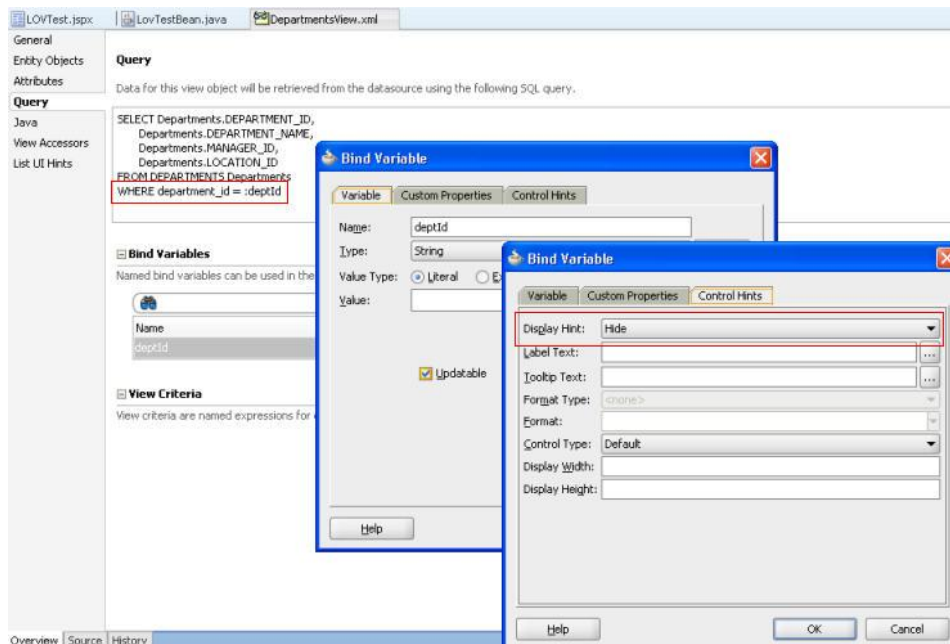 LOVTest.jspx
LovTestBean.java
DepartmentsView.xml
General
Entity Objects
Attributes
Query
Java
View Accessors
List UI Hints
Query
Data for this view object will be retrieved from the datasource using the following SQL query.
SELECT Departments.DEPARTMENT_ID,
Departments.DEPARTMENT_NAME,
Departments.MANAGER_ID,
Departments.LOCATION_ID
FROM DEPARTMENTS Departments
WHERE department_id = :deptId
Bind Variables
Named bind variables can be used in the
Name
deptId
View Criteria
View criteria are named expressions for
Bind Variable
Variable Custom Properties Control Hints
Name: deptId
Type: String
Value Type: Literal
Value:
Updatable
Help
Bind Variable
Variable Custom Properties Control Hints
Display Hint: Hide
Label Text: ...
Tooltip Text: ...
Format Type: <none>
Format:
Control Type: Default
Display Width:
Display Height:
Help OK Cancel
Overview Source History